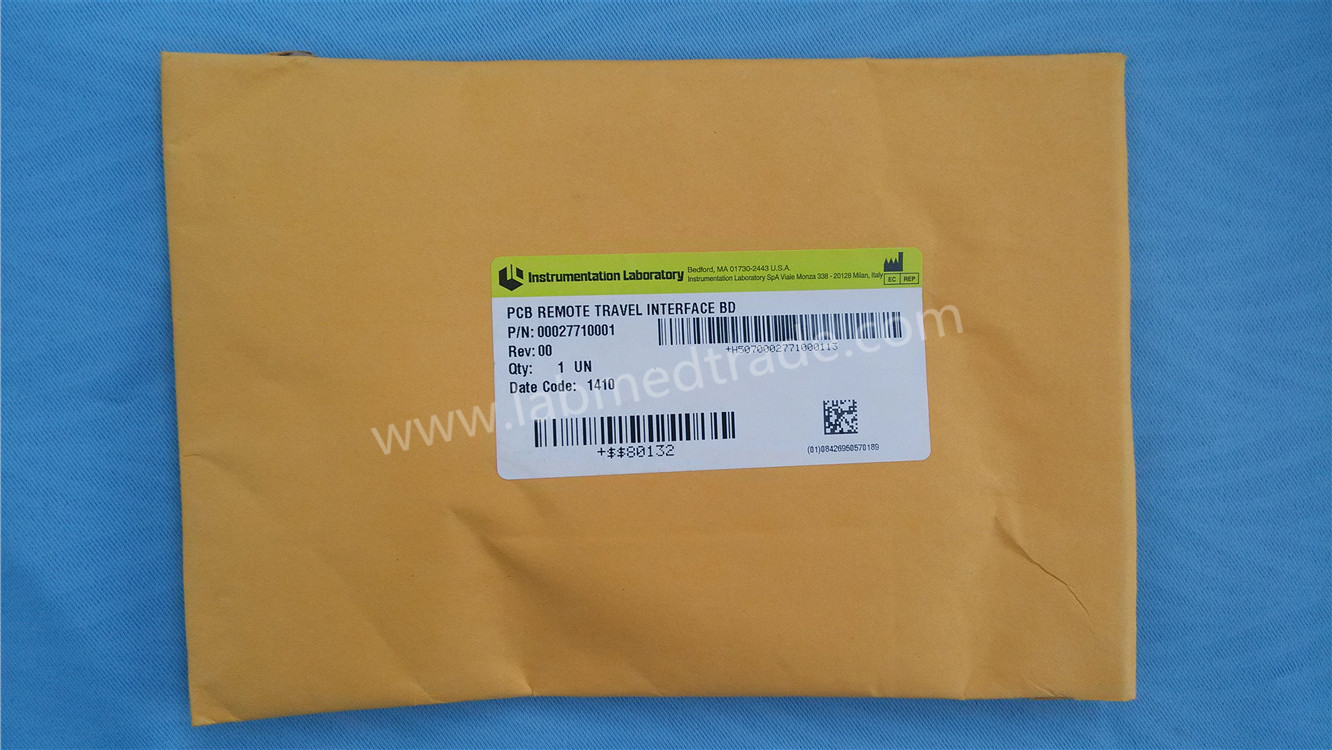 Instrumentation Laboratory
Bedford, MA 01730-2443 U.S.A.
Instrumentation Laboratory SpA Viale Monza 338 - 20128 Milan, Italy
EC REP
PCB REMOTE TRAVEL INTERFACE BD
P/N: 00027710001
Rev: 00
+H5070002771000113
Qty: 1 UN
Date Code: 1410
www.labmedtrade.com
+$$80132
(01)08426950570189